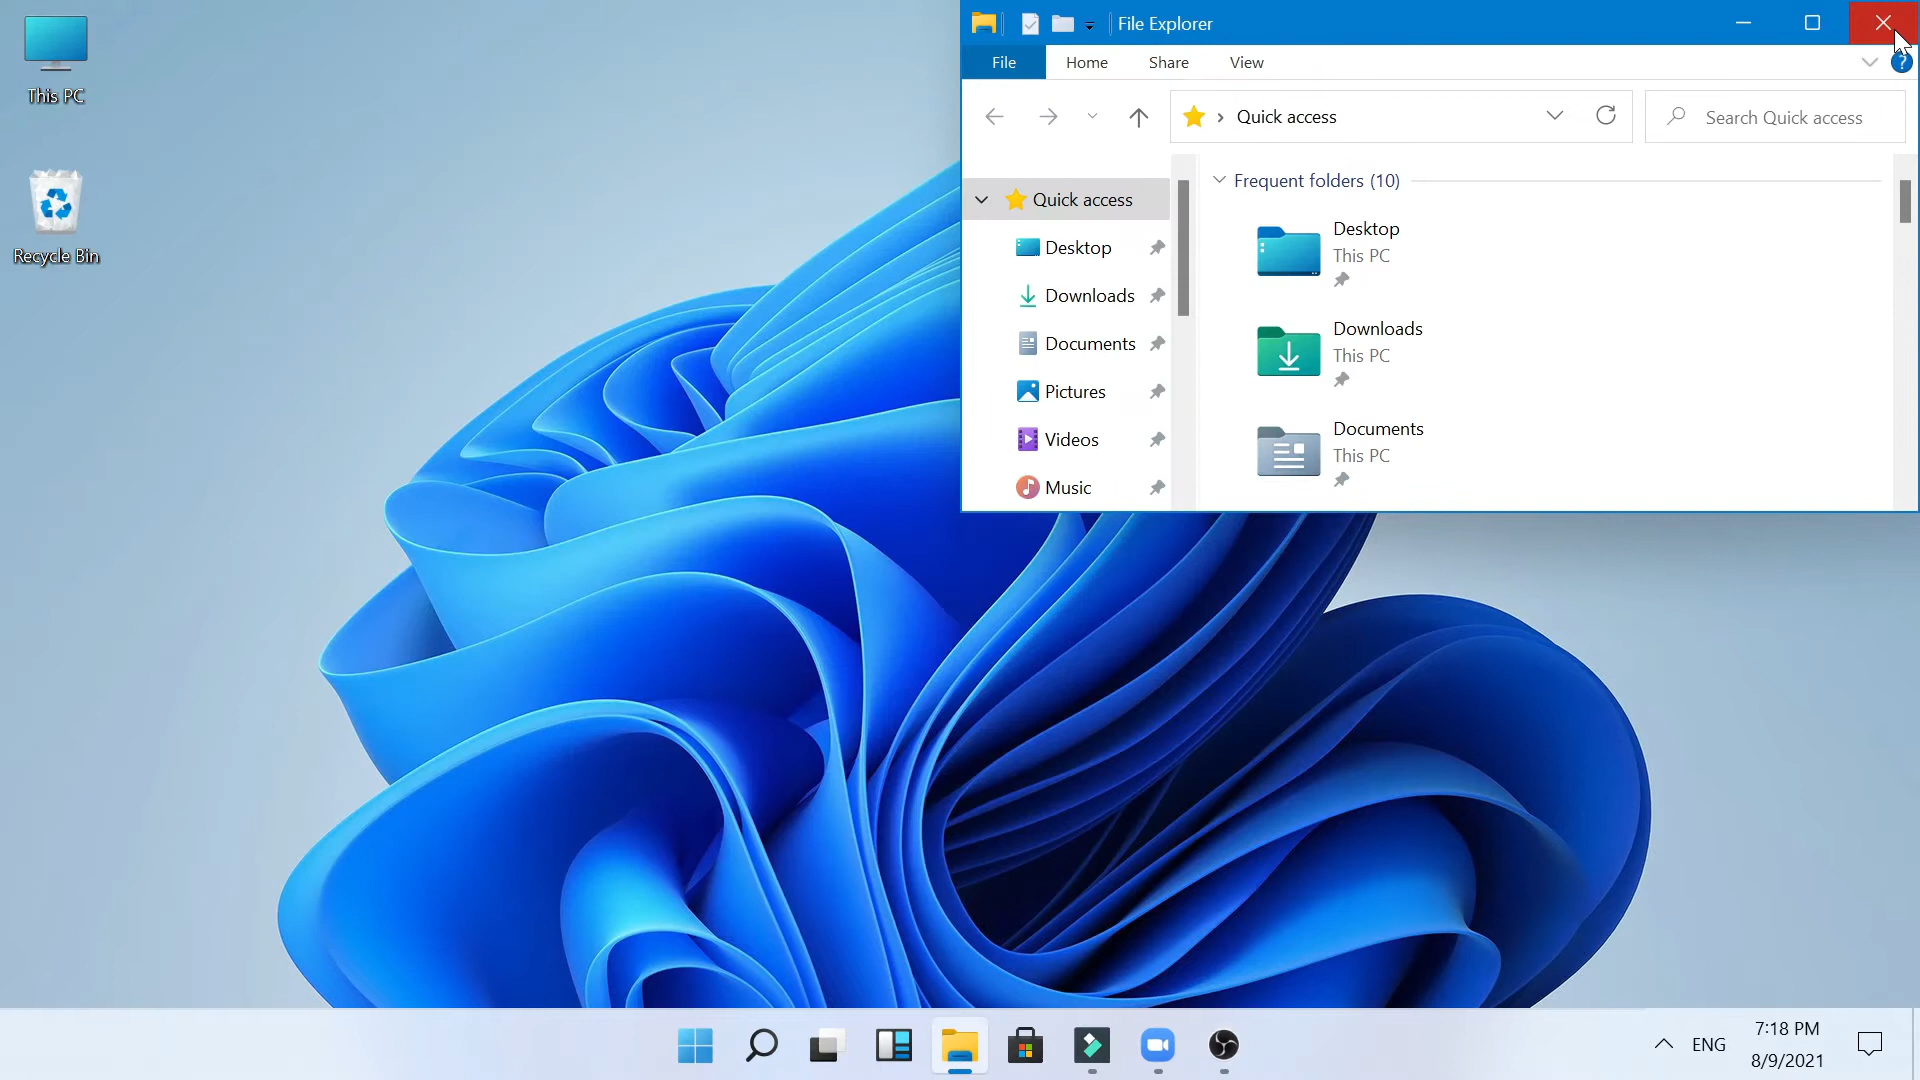 This PC
Recycle Bin
File Explorer
File
Home
Share
View
?
Quick access
Search Quick access
Quick access
Desktop
Downloads
Documents
Pictures
Videos
Music
Frequent folders (10)
Desktop
This PC
Downloads
This PC
Documents
This PC
ENG
7:18 PM
8/9/2021